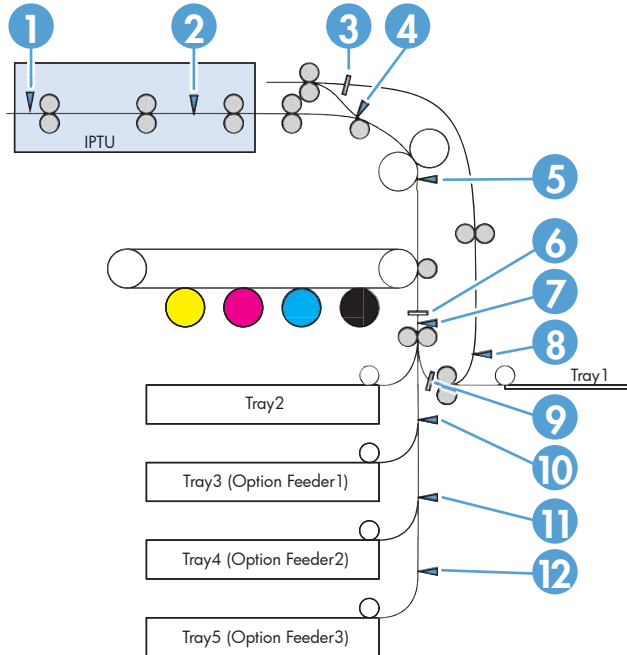 1
2
3
4
IPTU
5
6
7
8
Tray1
Tray2
9
10
Tray3 (Option Feeder1)
11
Tray4 (Option Feeder2)
12
Tray5 (Option Feeder3)